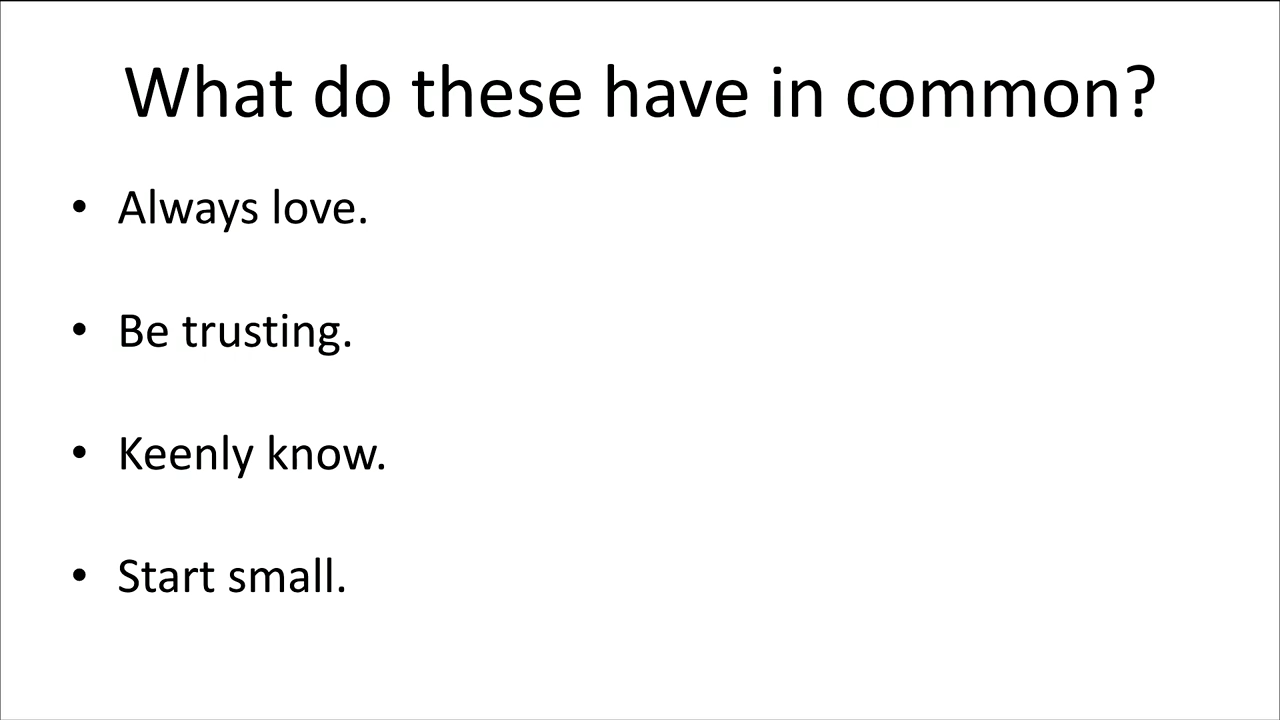 What do these have in common?
• Always love.
• Be trusting.
• Keenly know.
• Start small.